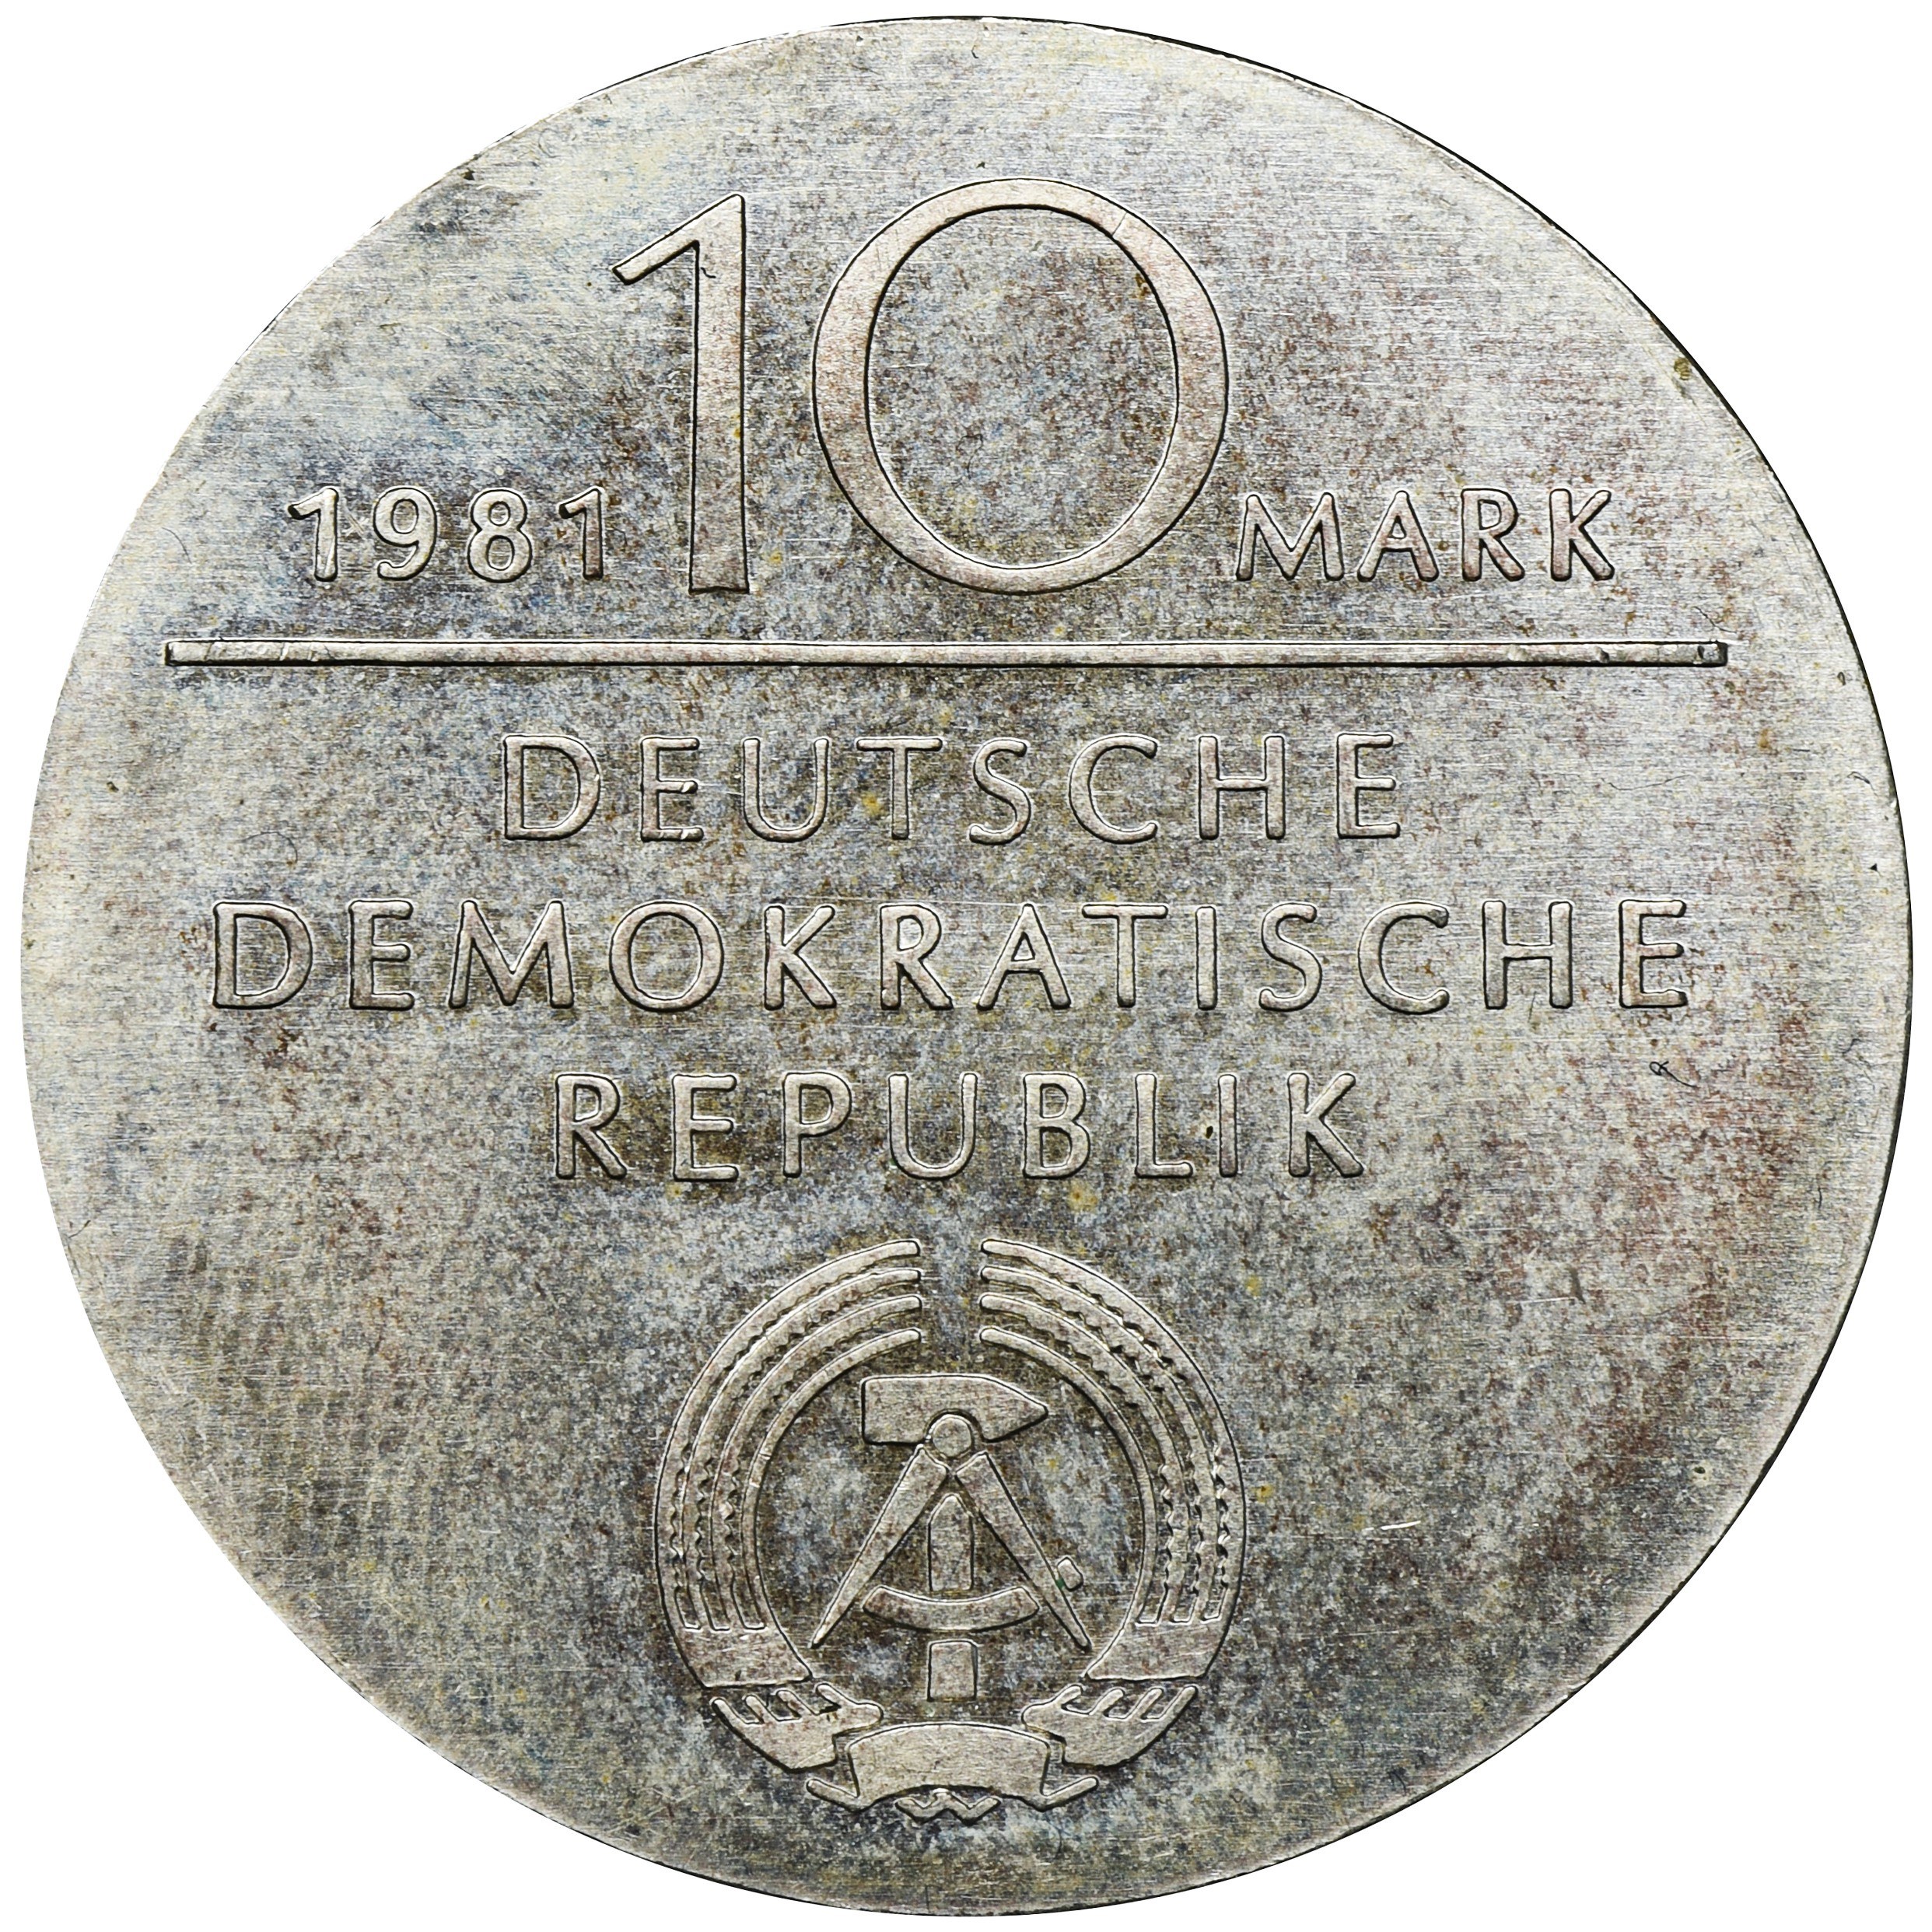 1981 10 MARK
DEUTSCHE
DEMOKRATISCHE
REPUBLIK